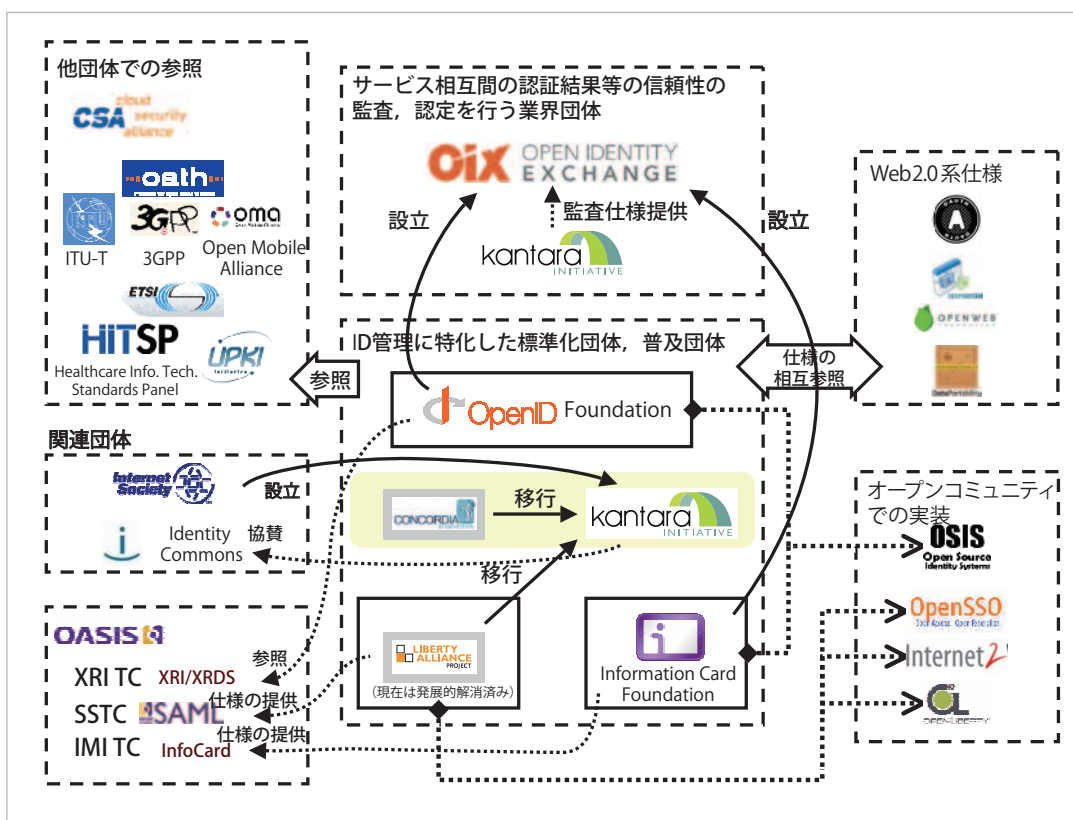 他団体での参照
cloud
CSA security
alliance
oath
ITU-T
3GPP
3GPP
oma
Open Mobile
Alliance
ETSI
HITSP
Healthcare Info. Tech.
Standards Panel
UPKI
initiative
サービス相互間の認証結果等の信頼性の
監査，認定を行う業界団体
OIX OPEN IDENTITY
EXCHANGE
設立
監査仕様提供
設立
kantara
INITIATIVE
Web2.0系仕様
OAUTH
opensocial
OPENWEB
DataPortability
ID管理に特化した標準化団体，普及団体
参照
仕様の
相互参照
OpenID Foundation
関連団体
Internet
Society
設立
Identity
Commons
協賛
CONCORDIA
移行
kantara
INITIATIVE
移行
LIBERTY
ALLIANCE
PROJECT
（現在は発展的解消済み）
i
Information Card
Foundation
オープンコミュニティ
での実装
OSIS
Open Source
Identity Systems
OpenSSO
Open Access. Open Federation.
Internet2
OPENLIBERTY
OASIS
XRI TC XRI/XRDS
参照
SSTC SAML
仕様の提供
IMI TC InfoCard
仕様の提供